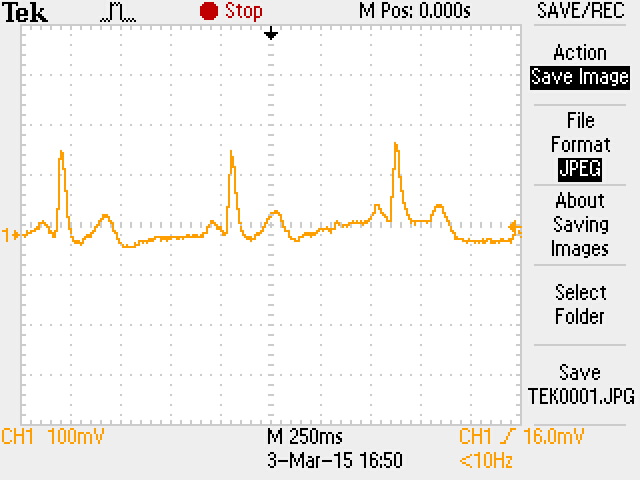 Tek Stop M Pos: 0.000s SAVE/REC
Action
Save Image
File
Format
JPEG
About
Saving
Images
Select
Folder
Save
TEK0001.JPG
1
CH1 100mV M 250ms CH1 16.0mV
3-Mar-15 16:50 <10Hz